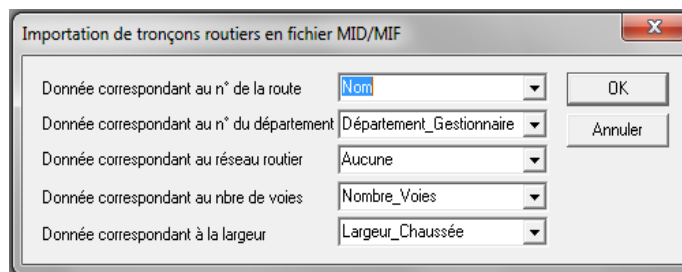 Importation de tronçons routiers en fichier MID/MIF
Donnée correspondant au n° de la route Nom OK
Donnée correspondant au n° du département Département_Gestionnaire Annuler
Donnée correspondant au réseau routier Aucune
Donnée correspondant au nbre de voies Nombre_Voies
Donnée correspondant à la largeur Largeur_Chaussée